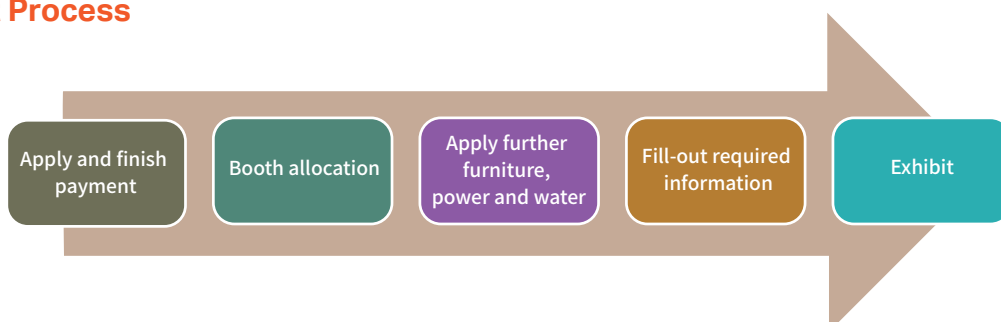 Process
Apply and finish
payment
Booth allocation
Apply further
furniture,
power and water
Fill-out required
information
Exhibit